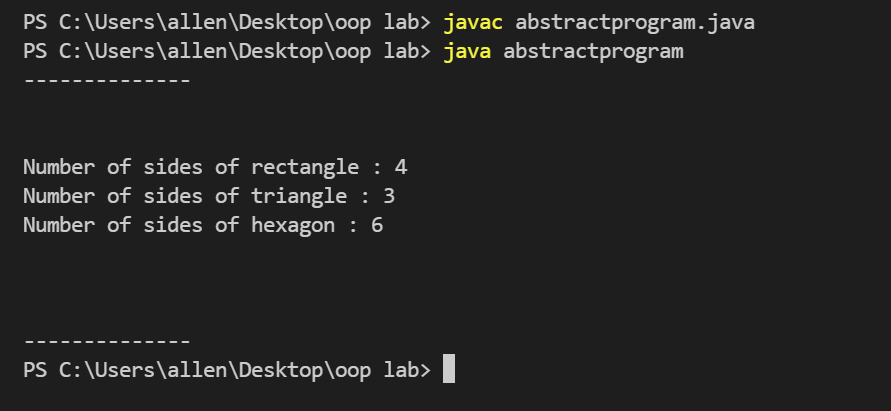 PS C:\Users\allen\Desktop\oop lab> javac abstractprogram.java
PS C:\Users\allen\Desktop\oop lab> java abstractprogram
--------------
Number of sides of rectangle : 4
Number of sides of triangle : 3
Number of sides of hexagon : 6
--------------
PS C:\Users\allen\Desktop\oop lab>